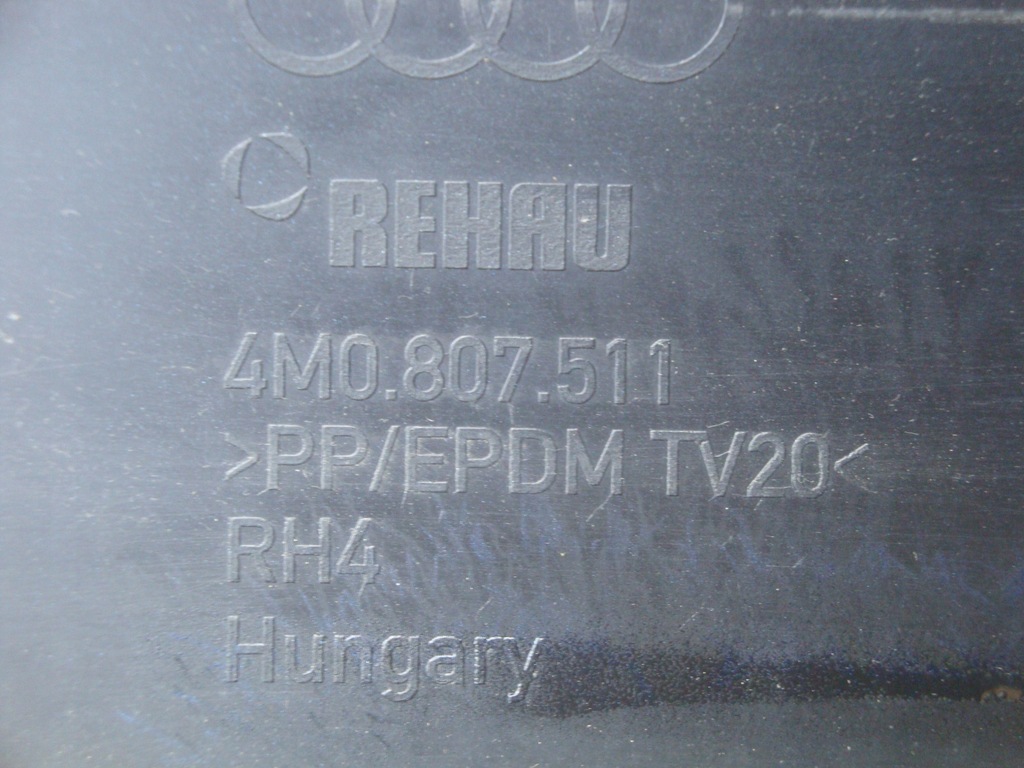 REHAU
4M0.807.511
>PP/EPDM TV20<
RH4
Hungary